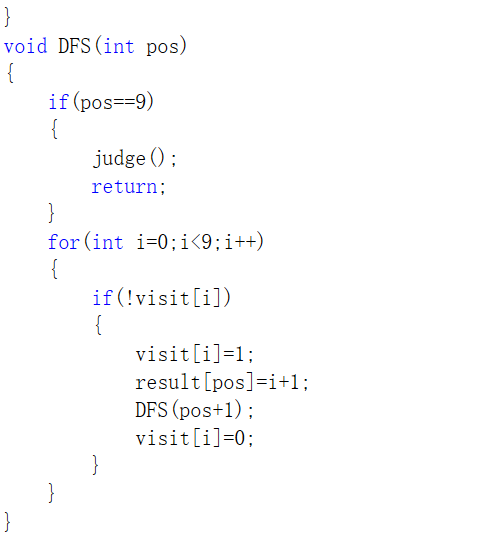 }
void DFS(int pos)
{
    if(pos==9)
    {
        judge();
        return;
    }
    for(int i=0;i<9;i++)
    {
        if(!visit[i])
        {
            visit[i]=1;
            result[pos]=i+1;
            DFS(pos+1);
            visit[i]=0;
        }
    }
}